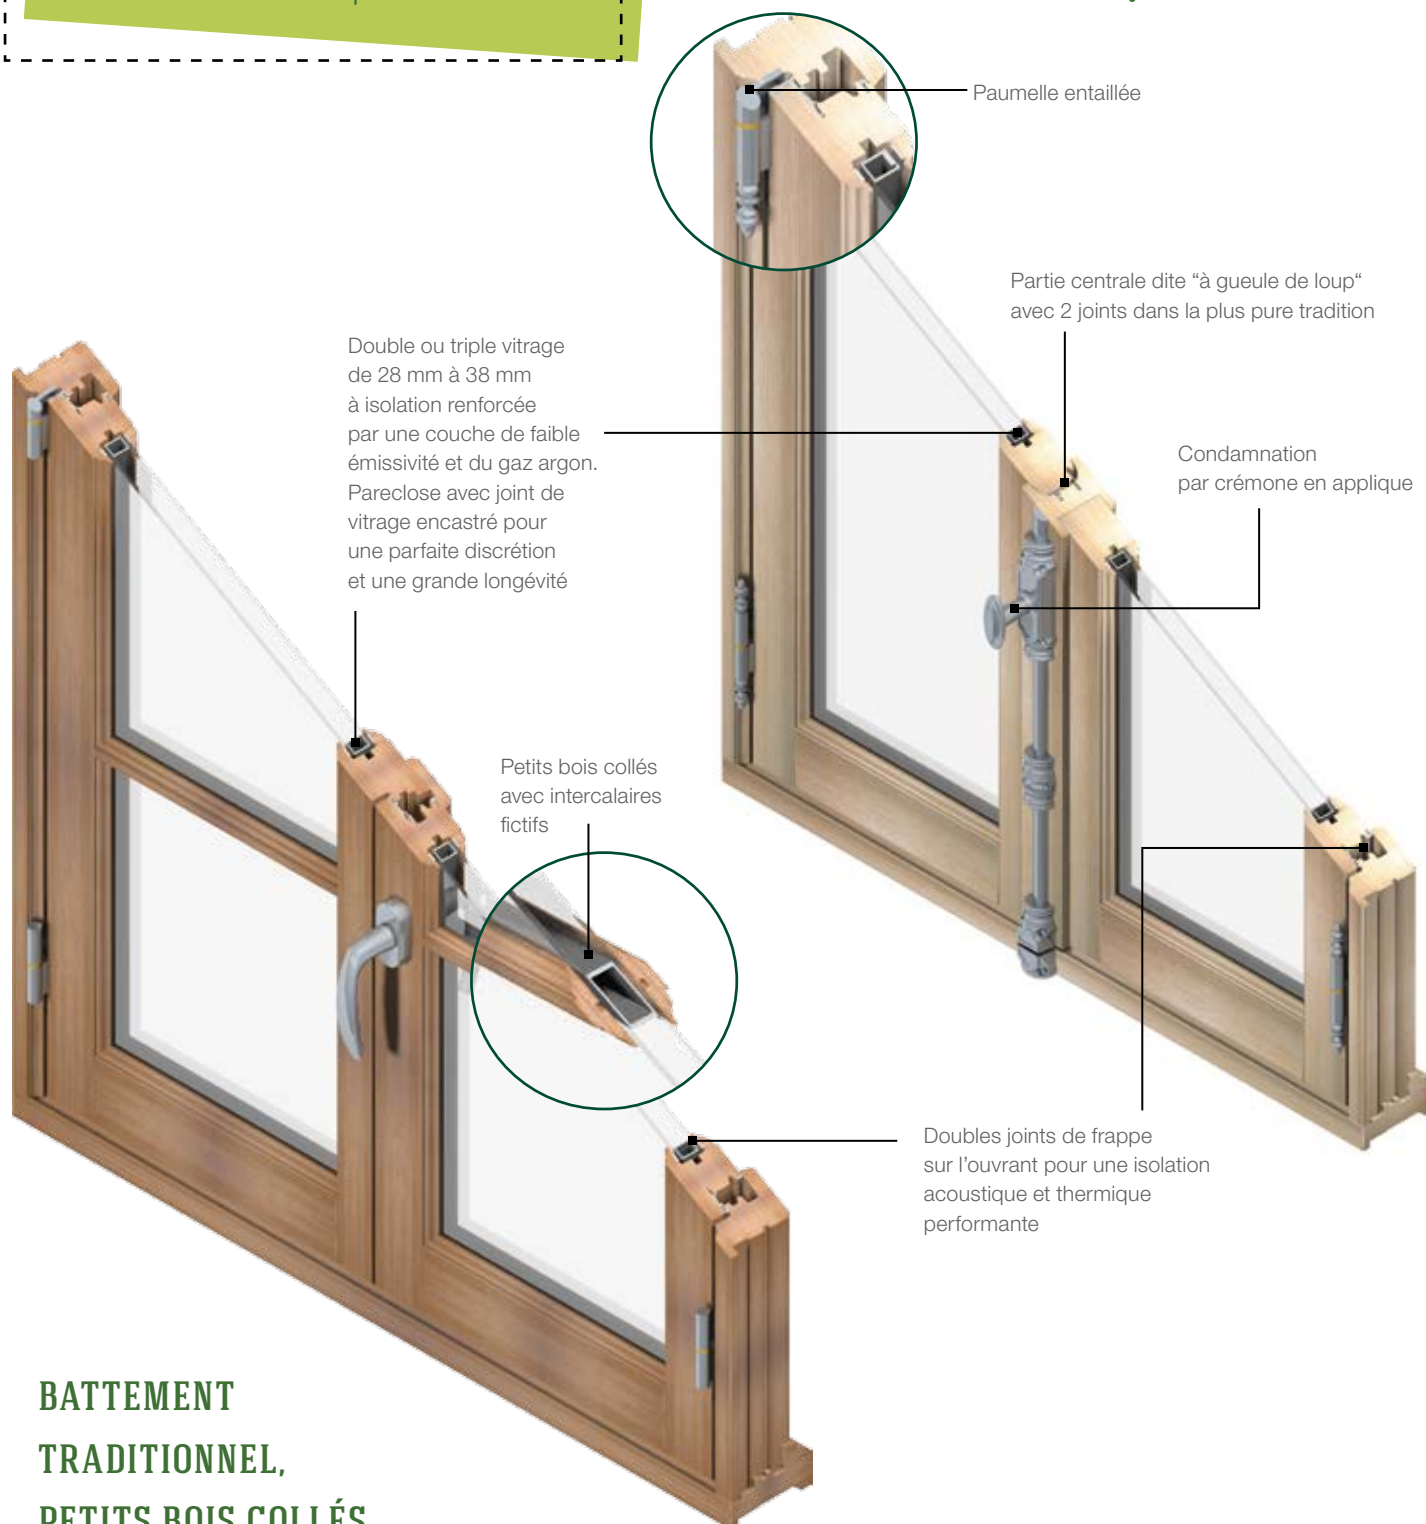 Paumelle entaillée
Partie centrale dite “à gueule de loup“
avec 2 joints dans la plus pure tradition
Double ou triple vitrage
de 28 mm à 38 mm
à isolation renforcée
par une couche de faible
émissivité et du gaz argon.
Pareclose avec joint de
vitrage encastré pour
une parfaite discrétion
et une grande longévité
Condamnation
par crémone en applique
Petits bois collés
avec intercalaires
fictifs
Doubles joints de frappe
sur l'ouvrant pour une isolation
acoustique et thermique
performante
BATTEMENT
TRADITIONNEL,
PETITS BOIS COLLÉS